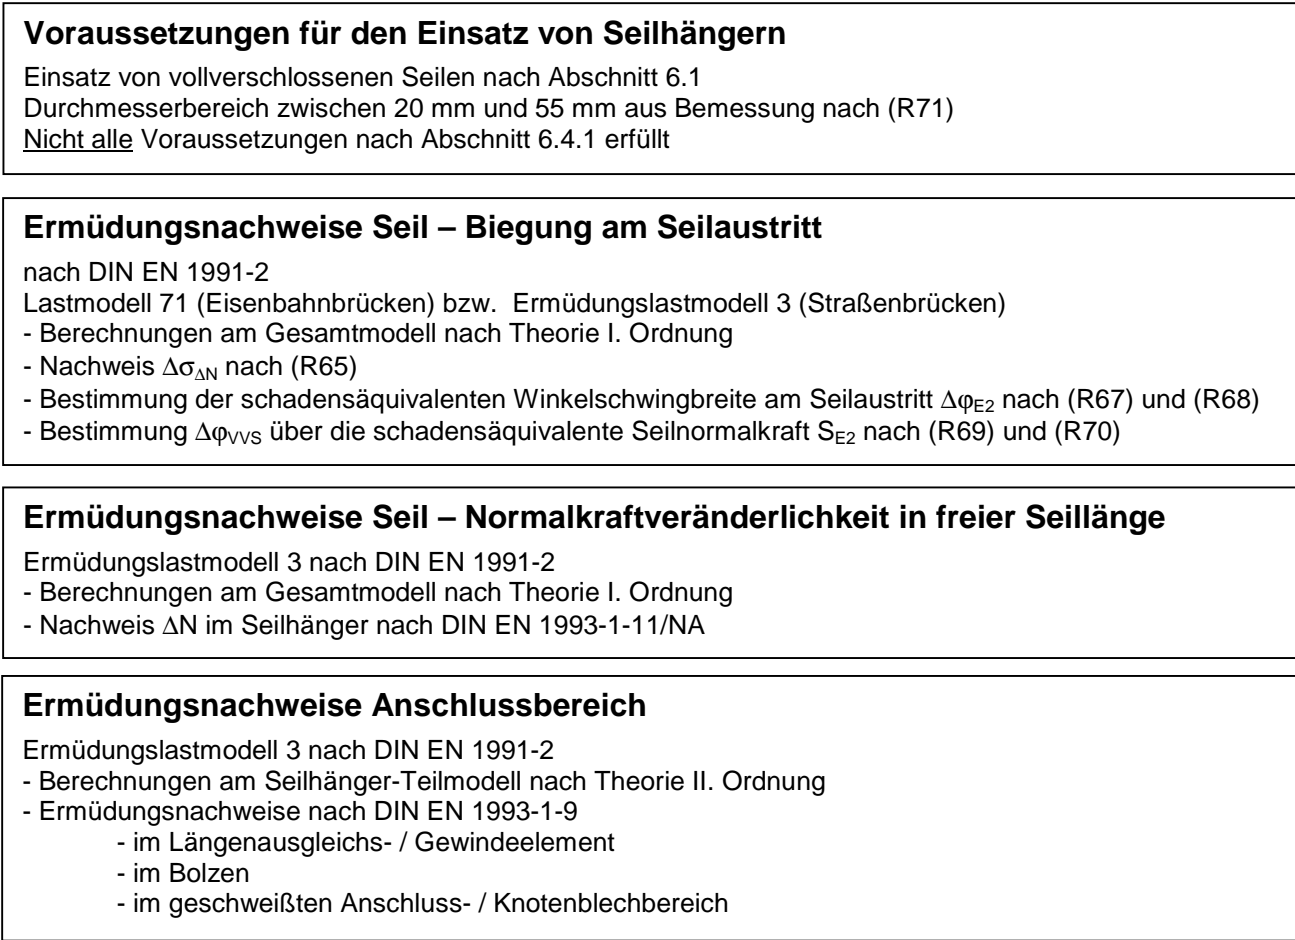 Voraussetzungen für den Einsatz von Seilhängern
Einsatz von vollverschlossenen Seilen nach Abschnitt 6.1
Durchmesserbereich zwischen 20 mm und 55 mm aus Bemessung nach (R71)
Nicht alle Voraussetzungen nach Abschnitt 6.4.1 erfüllt
Ermüdungsnachweise Seil – Biegung am Seilaustritt
nach DIN EN 1991-2
Lastmodell 71 (Eisenbahnbrücken) bzw.  Ermüdungslastmodell 3 (Straßenbrücken)
- Berechnungen am Gesamtmodell nach Theorie I. Ordnung
- Nachweis ΔσΔN nach (R65)
- Bestimmung der schadensäquivalenten Winkelschwingbreite am Seilaustritt ΔφE2 nach (R67) und (R68)
- Bestimmung ΔφVVS über die schadensäquivalente Seilnormalkraft SE2 nach (R69) und (R70)
Ermüdungsnachweise Seil – Normalkraftveränderlichkeit in freier Seillänge
Ermüdungslastmodell 3 nach DIN EN 1991-2
- Berechnungen am Gesamtmodell nach Theorie I. Ordnung
- Nachweis ΔN im Seilhänger nach DIN EN 1993-1-11/NA
Ermüdungsnachweise Anschlussbereich
Ermüdungslastmodell 3 nach DIN EN 1991-2
- Berechnungen am Seilhänger-Teilmodell nach Theorie II. Ordnung
- Ermüdungsnachweise nach DIN EN 1993-1-9
- im Längenausgleichs- / Gewindeelement
- im Bolzen
- im geschweißten Anschluss- / Knotenblechbereich